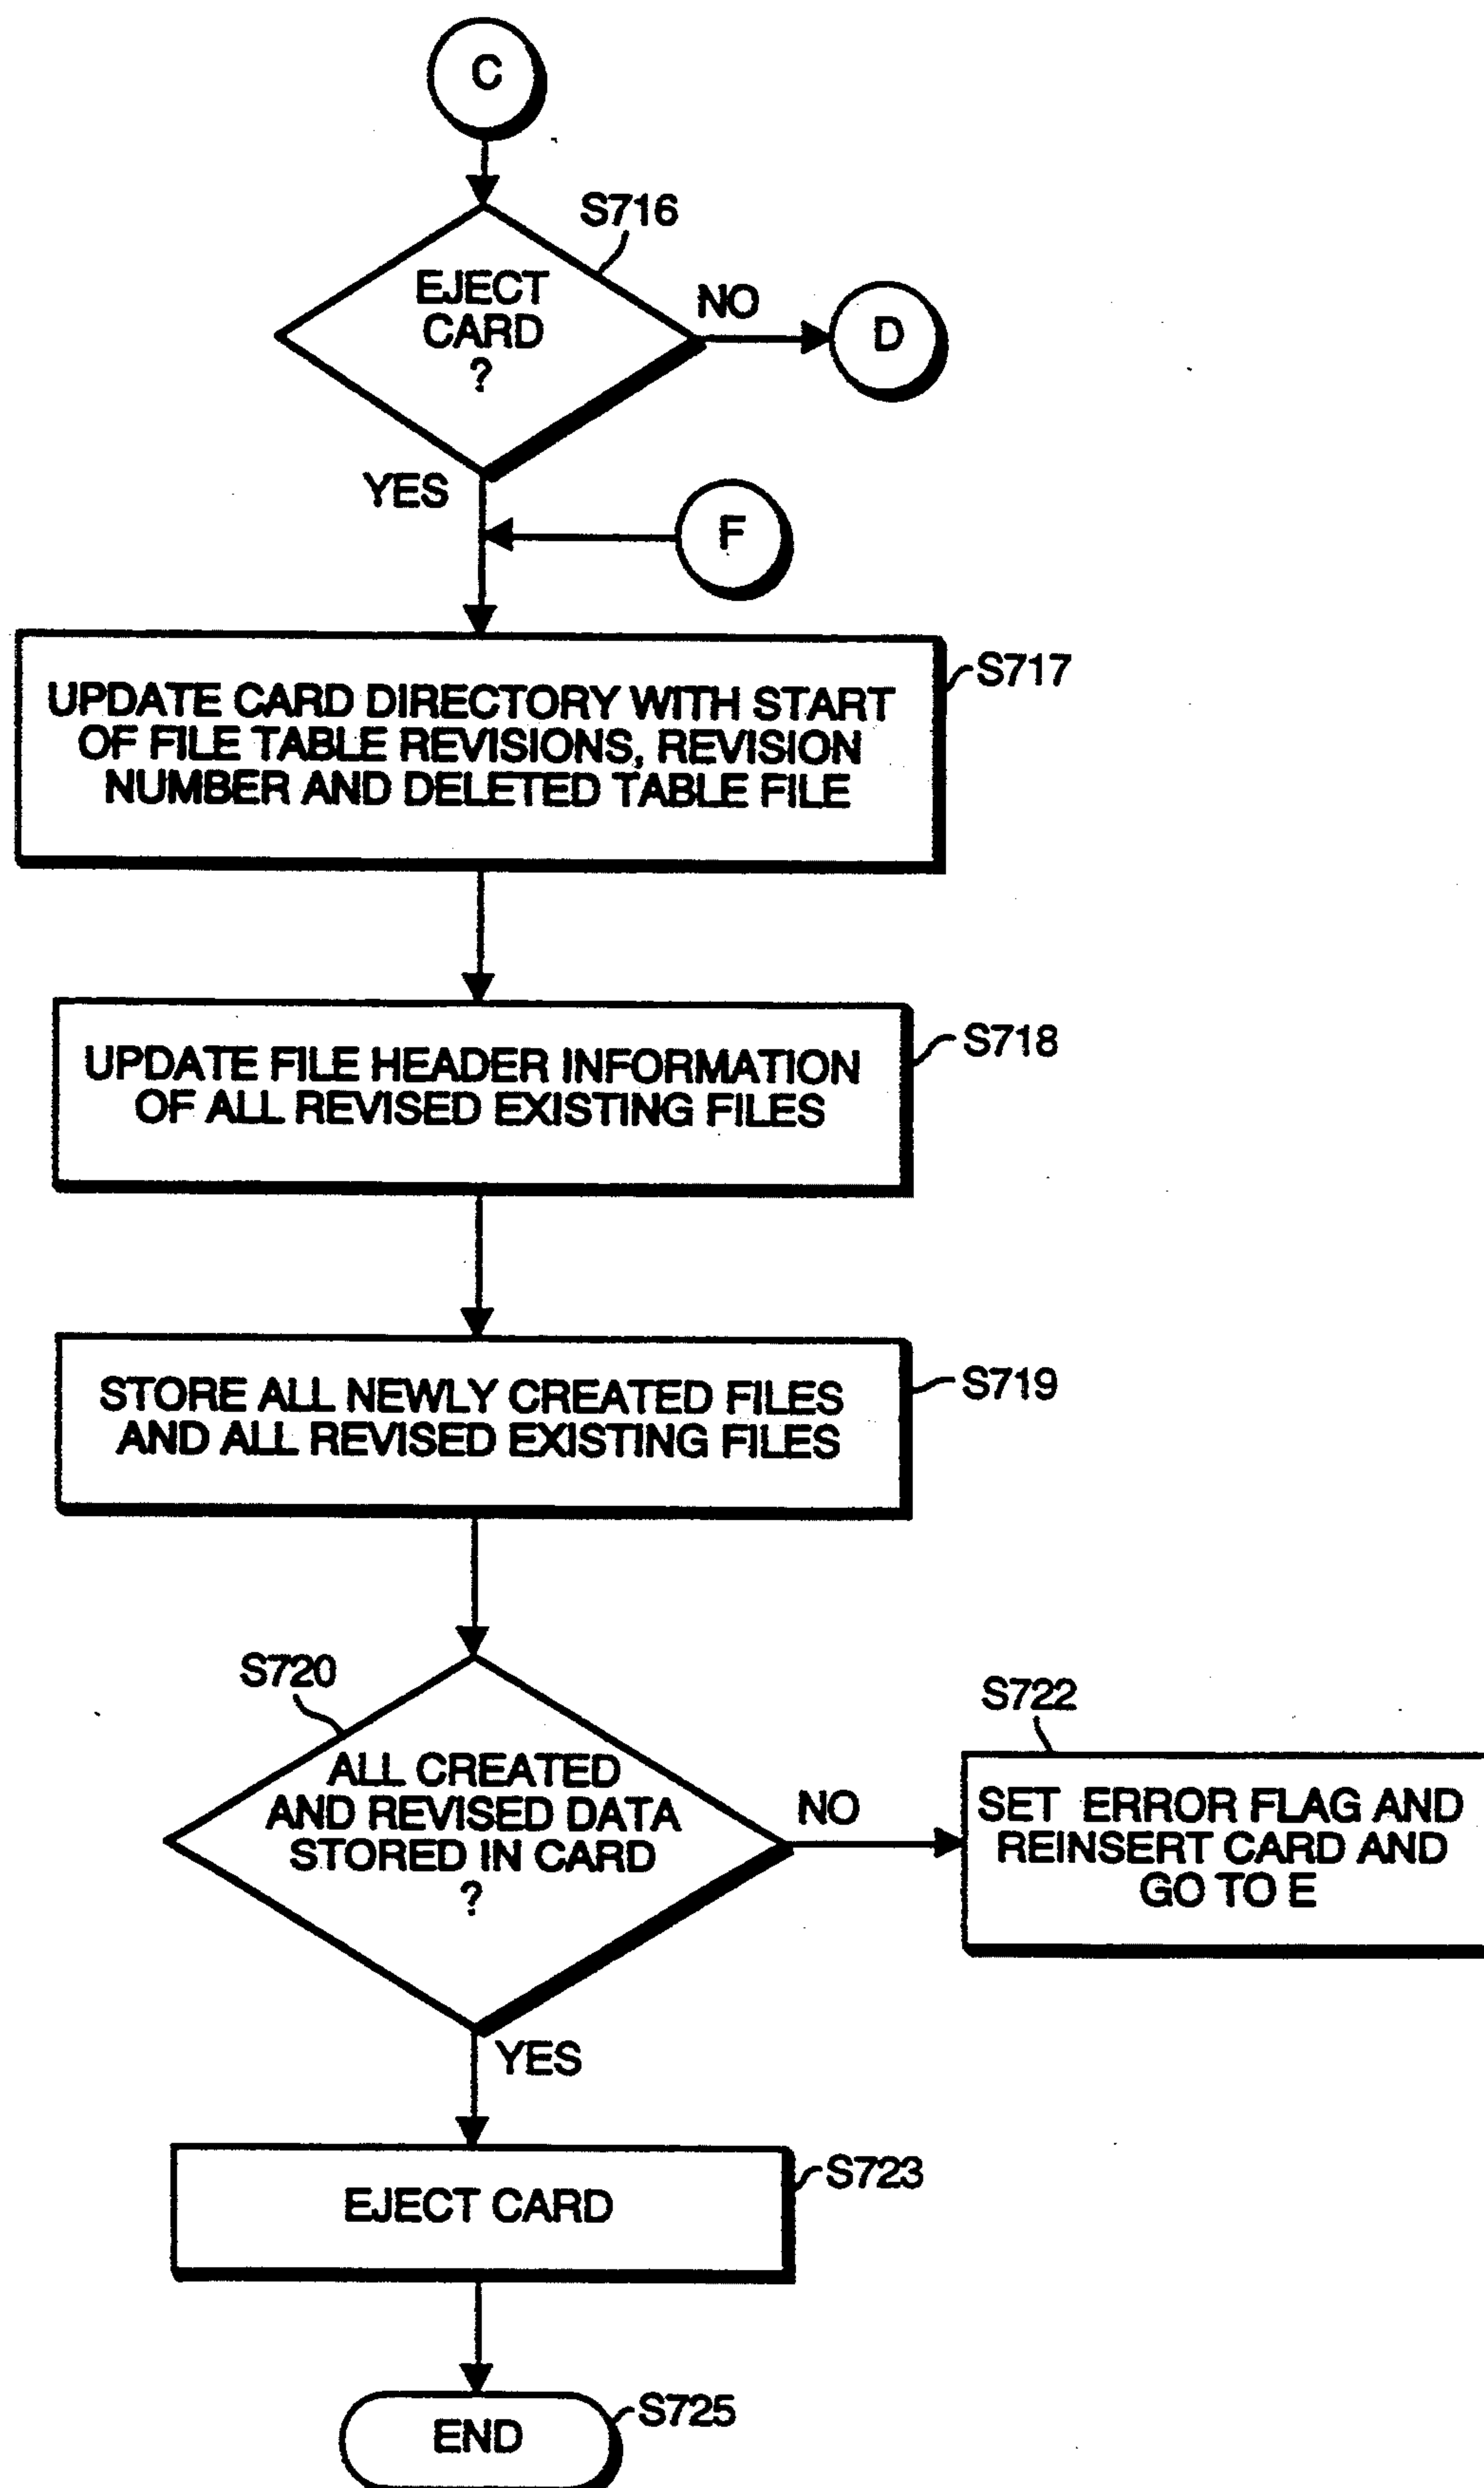 C
S716
EJECT
CARD
?
NO
D
YES
F
S717
UPDATE CARD DIRECTORY WITH START
OF FILE TABLE REVISIONS, REVISION
NUMBER AND DELETED TABLE FILE
S718
UPDATE FILE HEADER INFORMATION
OF ALL REVISED EXISTING FILES
S719
STORE ALL NEWLY CREATED FILES
AND ALL REVISED EXISTING FILES
S720
ALL CREATED
AND REVISED DATA
STORED IN CARD
?
NO
S722
SET ERROR FLAG AND
REINSERT CARD AND
GO TO E
YES
S723
EJECT CARD
S725
END